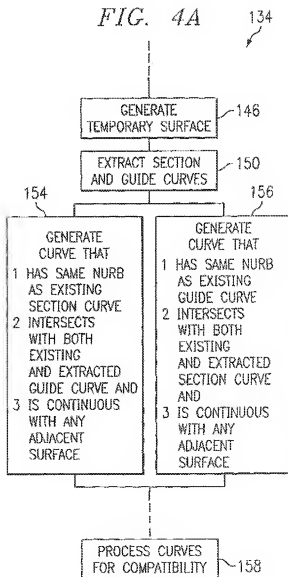 FIG. 4A
134
GENERATE
TEMPORARY SURFACE
146
EXTRACT SECTION
AND GUIDE CURVES
150
154
GENERATE
CURVE THAT
1 HAS SAME NURB
AS EXISTING
SECTION CURVE
2 INTERSECTS
WITH BOTH
EXISTING
AND EXTRACTED
GUIDE CURVE AND
3 IS CONTINUOUS
WITH ANY
ADJACENT
SURFACE
156
GENERATE
CURVE THAT
1 HAS SAME NURB
AS EXISTING
GUIDE CURVE
2 INTERSECTS
WITH BOTH
EXISTING
AND EXTRACTED
SECTION CURVE
AND
3 IS CONTINUOUS
WITH ANY
ADJACENT
SURFACE
PROCESS CURVES
FOR COMPATIBILITY
158